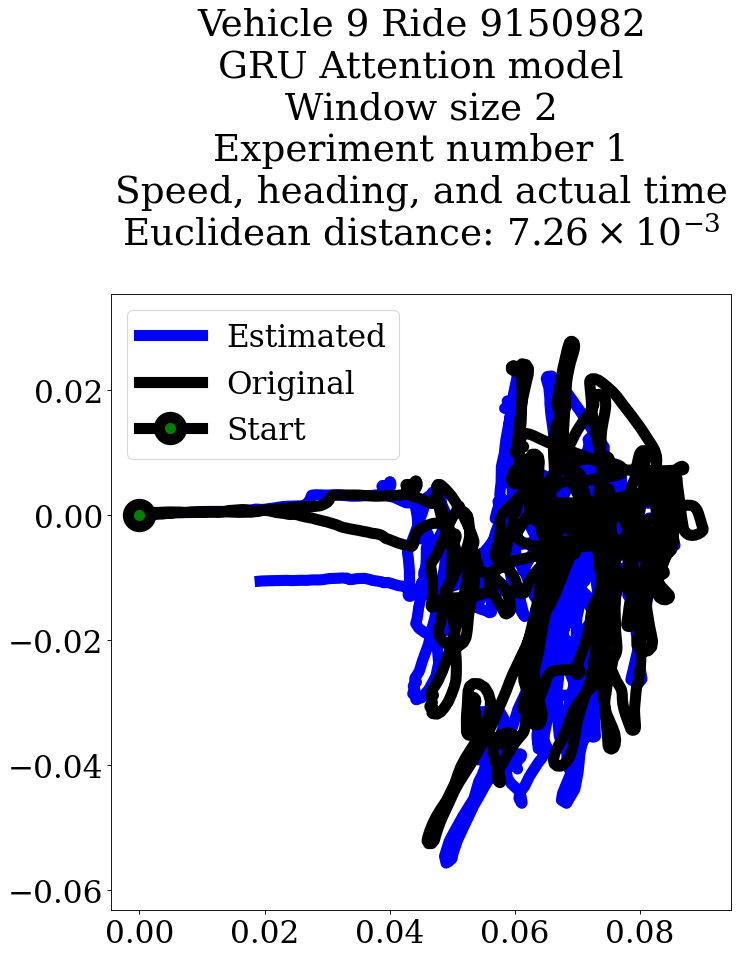 Vehicle 9 Ride 9150982
GRU Attention model
Window size 2
Experiment number 1
Speed, heading, and actual time
Euclidean distance: 7.26 × 10⁻³
Estimated
Original
Start
0.02
0.00
−0.02
−0.04
−0.06
0.00 0.02 0.04 0.06 0.08